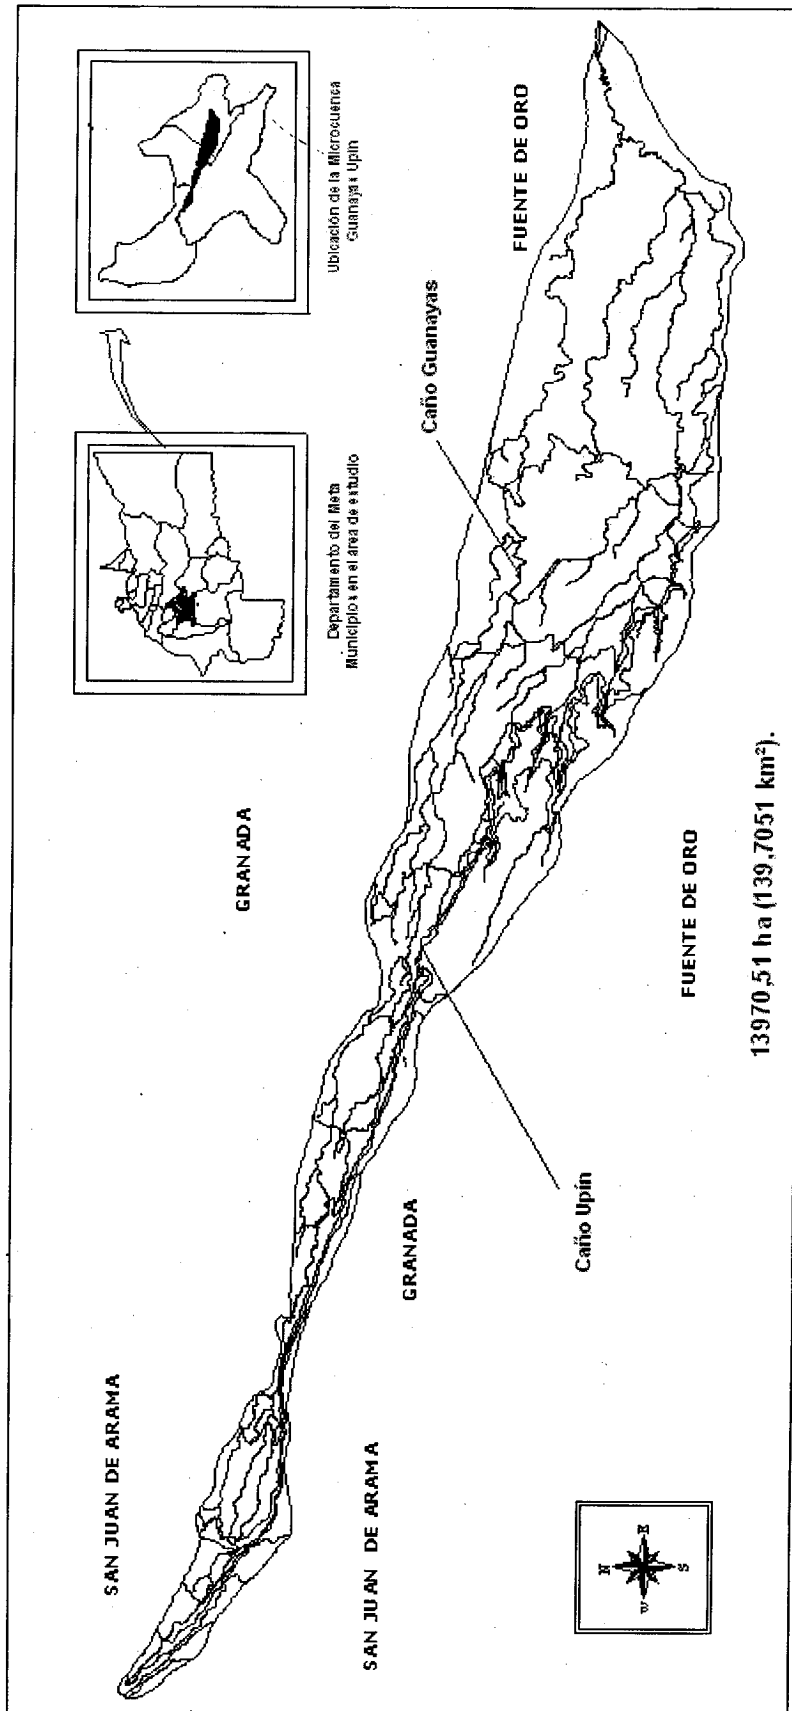 SAN JUAN DE ARAMA
SAN JUAN DE ARAMA
GRANADA
GRANADA
Departamento del Meta
Municipios en el area de estudio
Ubicación de la Microcuenca
Guanayas Upin
Caño Guanayas
Caño Upín
FUENTE DE ORO
FUENTE DE ORO
N
W
E
S
13970,51 ha (139,7051 km²).